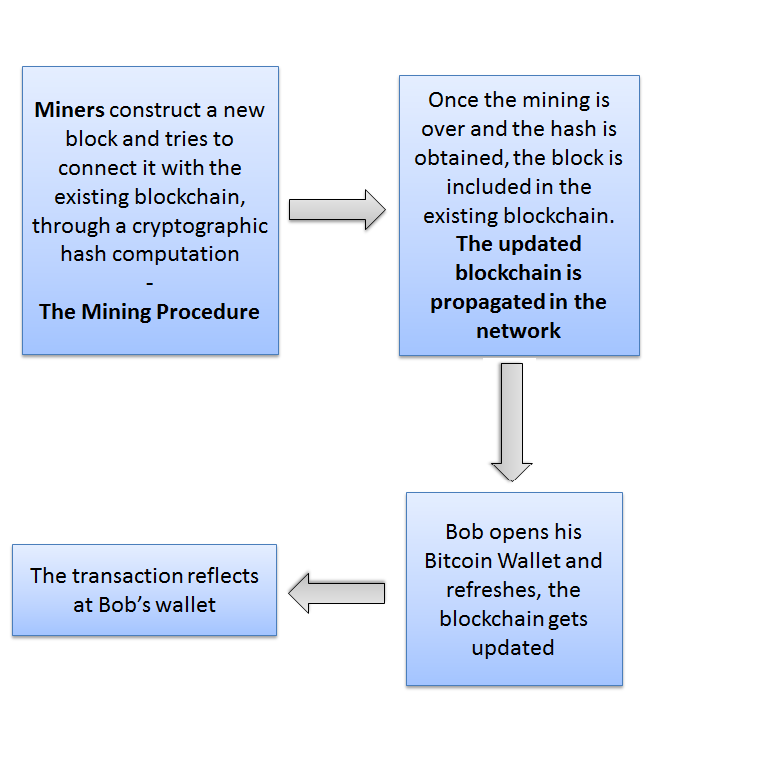 Miners construct a new
block and tries to
connect it with the
existing blockchain,
through a cryptographic
hash computation
-
The Mining Procedure
Once the mining is
over and the hash is
obtained, the block is
included in the
existing blockchain.
The updated
blockchain is
propagated in the
network
Bob opens his
Bitcoin Wallet and
refreshes, the
blockchain gets
updated
The transaction reflects
at Bob’s wallet